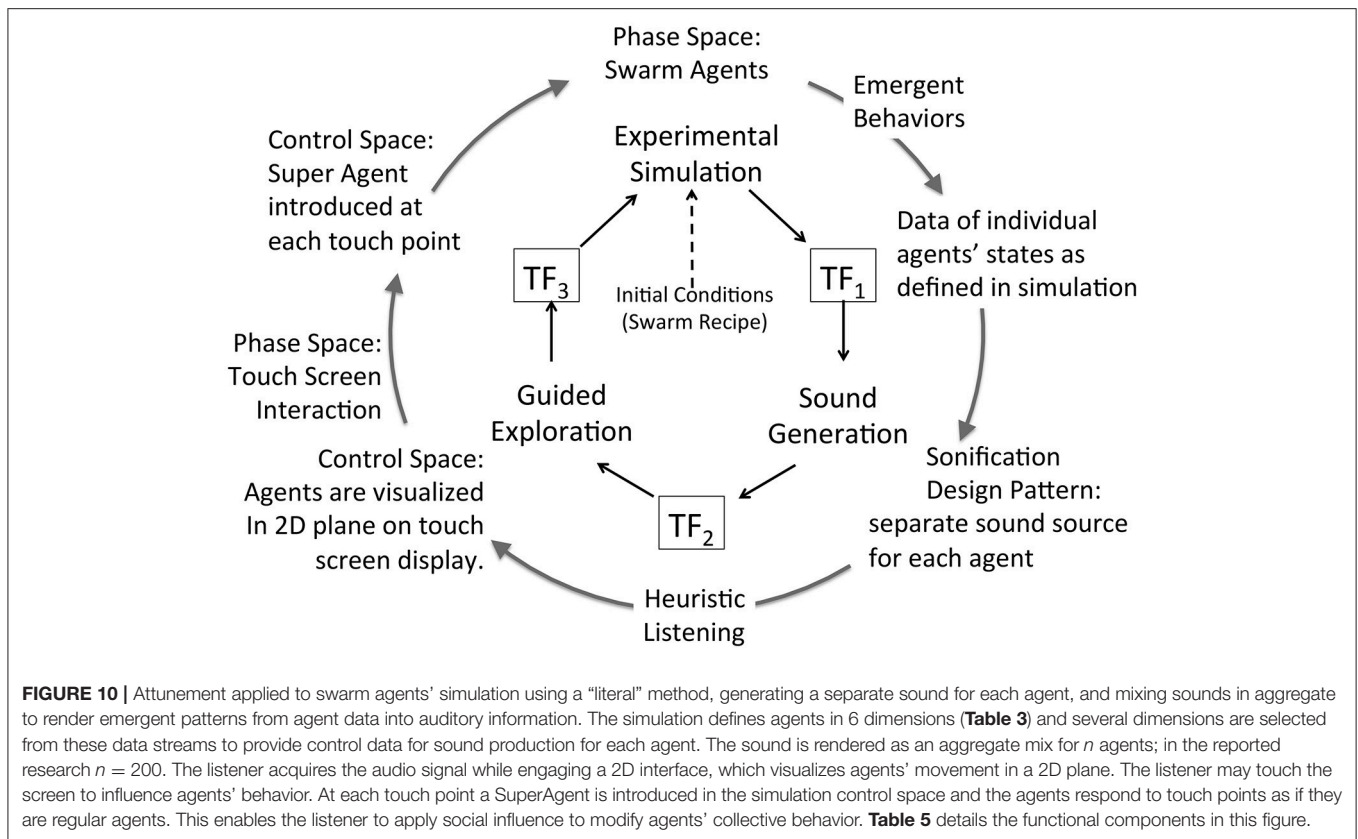 Phase Space:
Swarm Agents
Emergent
Behaviors
Control Space:
Super Agent
introduced at
each touch point
Experimental
Simulation
Data of individual
agents' states as
defined in simulation
TF3
TF1
Initial Conditions
(Swarm Recipe)
Phase Space:
Touch Screen
Interaction
Guided
Exploration
Sound
Generation
Control Space:
Agents are visualized
In 2D plane on touch
screen display.
Sonification
Design Pattern:
separate sound source
for each agent
TF2
Heuristic
Listening
FIGURE 10 | Attunement applied to swarm agents' simulation using a “literal” method, generating a separate sound for each agent, and mixing sounds in aggregate
to render emergent patterns from agent data into auditory information. The simulation defines agents in 6 dimensions (Table 3) and several dimensions are selected
from these data streams to provide control data for sound production for each agent. The sound is rendered as an aggregate mix for n agents; in the reported
research n = 200. The listener acquires the audio signal while engaging a 2D interface, which visualizes agents' movement in a 2D plane. The listener may touch the
screen to influence agents' behavior. At each touch point a SuperAgent is introduced in the simulation control space and the agents respond to touch points as if they
are regular agents. This enables the listener to apply social influence to modify agents' collective behavior. Table 5 details the functional components in this figure.